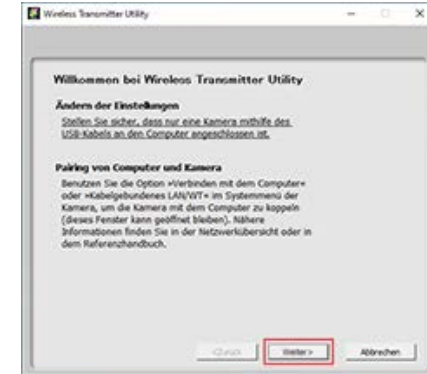 Wireless Transmitter Utility
Willkommen bei Wireless Transmitter Utility
Ändern der Einstellungen
Stellen Sie sicher, dass nur eine Kamera mithilfe des
USB-Kabels an den Computer angeschlossen ist.
Pairing von Computer und Kamera
Benutzen Sie die Option »Verbinden mit dem Computer«
oder »Kabelgebundenes LAN/WT« im Systemmenü der
Kamera, um die Kamera mit dem Computer zu koppeln
(dieses Fenster kann geöffnet bleiben). Nähere
Informationen finden Sie in der Netzwerkübersicht oder in
dem Referenzhandbuch.
<Zurück Weiter > Abbrechen